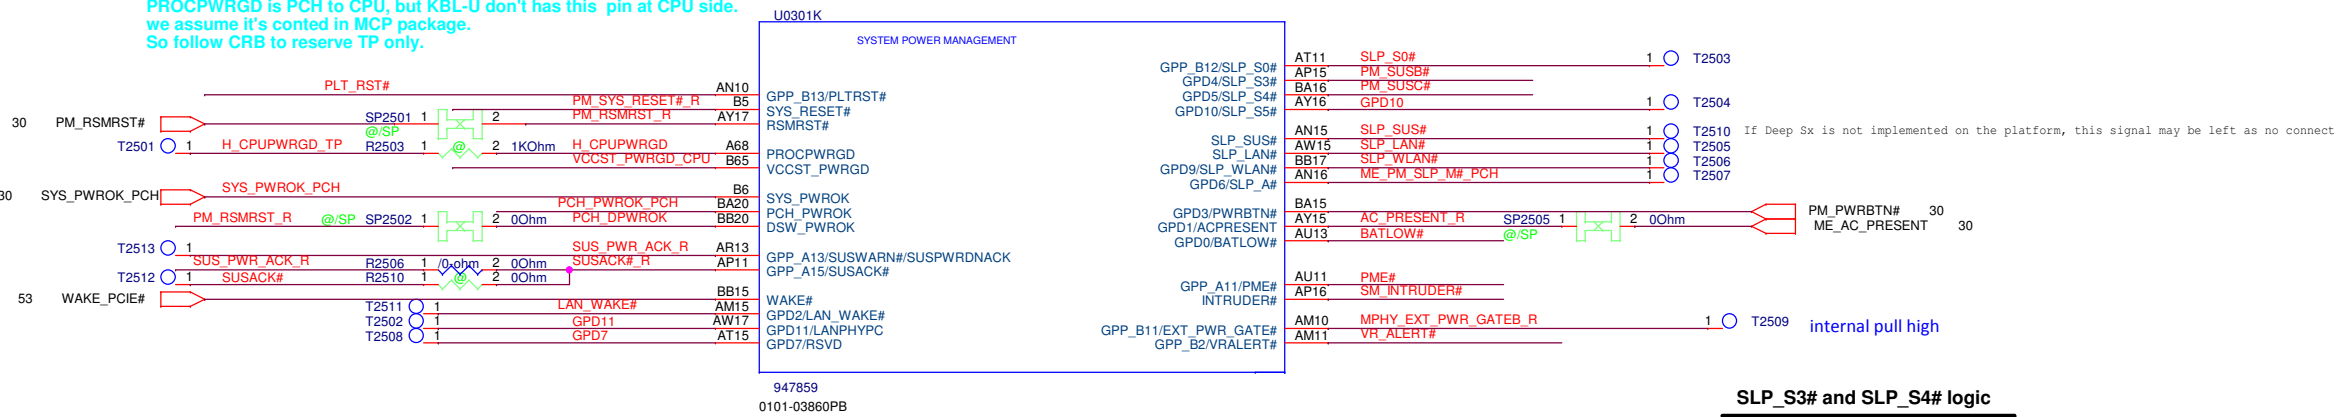 PROCPWRGD is PCH to CPU, but KBL-U don't has this pin at CPU side.
we assume it's conted in MCP package.
So follow CRB to reserve TP only.
U0301K
SYSTEM POWER MANAGEMENT
PLT_RST# AN10 GPP_B13/PLTRST#
PM_SYS_RESET#_R B5 SYS_RESET#
30 PM_RSMRST# SP2501 1 2 PM_RSMRST_R AY17 RSMRST#
@/SP
T2501 1 H_CPUPWRGD_TP R2503 1 @ 2 1KOhm H_CPUPWRGD A68 PROCPWRGD
VCCST_PWRGD_CPU B65 VCCST_PWRGD
30 SYS_PWROK_PCH SYS_PWROK_PCH B6 SYS_PWROK
PCH_PWROK_PCH BA20 PCH_PWROK
PM_RSMRST_R @/SP SP2502 1 2 0Ohm PCH_DPWROK BB20 DSW_PWROK
T2513 1 SUS_PWR_ACK_R AR13 GPP_A13/SUSWARN#/SUSPWRDNACK
SUS_PWR_ACK_R R2506 1 /0-ohm 2 0Ohm SUSACK#_R AP11 GPP_A15/SUSACK#
T2512 1 SUSACK# R2510 1 @ 2 0Ohm
53 WAKE_PCIE# BB15 WAKE#
T2511 1 LAN_WAKE# AM15 GPD2/LAN_WAKE#
T2502 1 GPD11 AW17 GPD11/LANPHYPC
T2508 1 GPD7 AT15 GPD7/RSVD
GPP_B12/SLP_S0# AT11 SLP_S0# 1 T2503
GPD4/SLP_S3# AP15 PM_SUSB#
GPD5/SLP_S4# BA16 PM_SUSC#
GPD10/SLP_S5# AY16 GPD10 1 T2504
SLP_SUS# AN15 SLP_SUS# 1 T2510 If Deep Sx is not implemented on the platform, this signal may be left as no connect
SLP_LAN# AW15 SLP_LAN# 1 T2505
GPD9/SLP_WLAN# BB17 SLP_WLAN# 1 T2506
GPD6/SLP_A# AN16 ME_PM_SLP_M#_PCH 1 T2507
GPD3/PWRBTN# BA15 PM_PWRBTN# 30
GPD1/ACPRESENT AY15 AC_PRESENT_R SP2505 1 2 0Ohm ME_AC_PRESENT 30
GPD0/BATLOW# AU13 BATLOW# @/SP
GPP_A11/PME# AU11 PME#
INTRUDER# AP16 SM_INTRUDER#
GPP_B11/EXT_PWR_GATE# AM10 MPHY_EXT_PWR_GATEB_R 1 T2509 internal pull high
GPP_B2/VRALERT# AM11 VR_ALERT#
947859
0101-03860PB
SLP_S3# and SLP_S4# logic